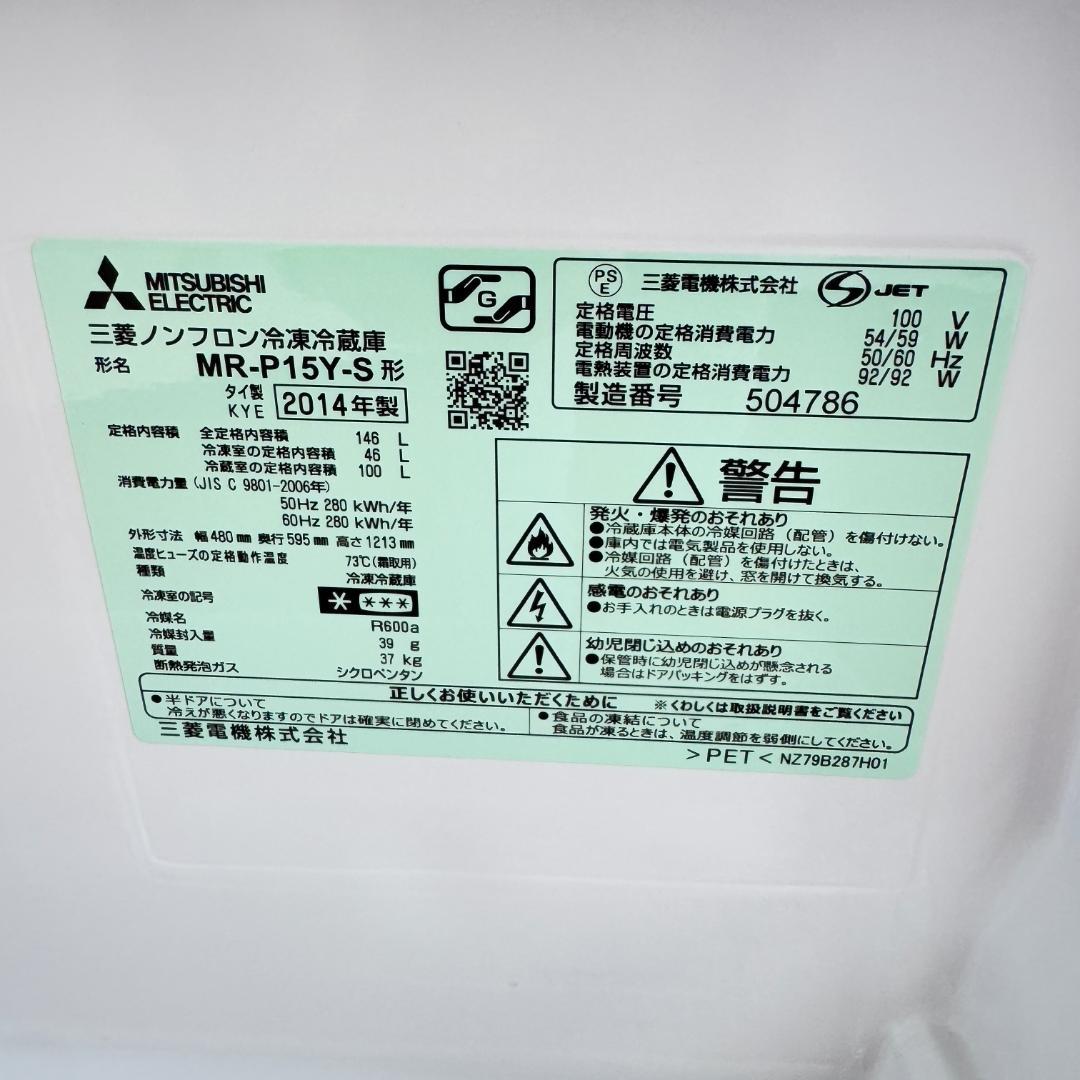 MITSUBISHI
ELECTRIC
三菱ノンフロン冷凍冷蔵庫
形名 MR-P15Y-S 形
タイ製
KYE 2014年製
定格内容積 全定格内容積 146 L
冷凍室の定格内容積 46 L
冷蔵室の定格内容積 100 L
消費電力量 (JIS C 9801-2006年)
50Hz 280 kWh/年
60Hz 280 kWh/年
外形寸法 幅480mm 奥行595mm 高さ1213mm
温度ヒューズの定格動作温度 73℃(霜取用)
種類 冷凍冷蔵庫
冷凍室の記号
冷媒名 R600a
冷媒封入量 39 g
質量 37 kg
断熱発泡ガス シクロペンタン
G
PS
E 三菱電機株式会社 S JET
定格電圧 100 V
電動機の定格消費電力 54/59 W
定格周波数 50/60 Hz
電熱装置の定格消費電力 92/92 W
製造番号 504786
警告
発火・爆発のおそれあり
●冷蔵庫本体の冷媒回路(配管)を傷付けない。
●庫内では電気製品を使用しない。
●冷媒回路(配管)を傷付けたときは、
火気の使用を避け、窓を開けて換気する。
感電のおそれあり
●お手入れのときは電源プラグを抜く。
幼児閉じ込めのおそれあり
●保管時に幼児閉じ込めが懸念される
場合はドアパッキングをはずす。
正しくお使いいただくために ※くわしくは取扱説明書をご覧ください
●半ドアについて
冷えが悪くなりますのでドアは確実に閉めてください。
●食品の凍結について
食品が凍るときは、温度調節を弱側にしてください。
三菱電機株式会社
>PET< NZ79B287H01